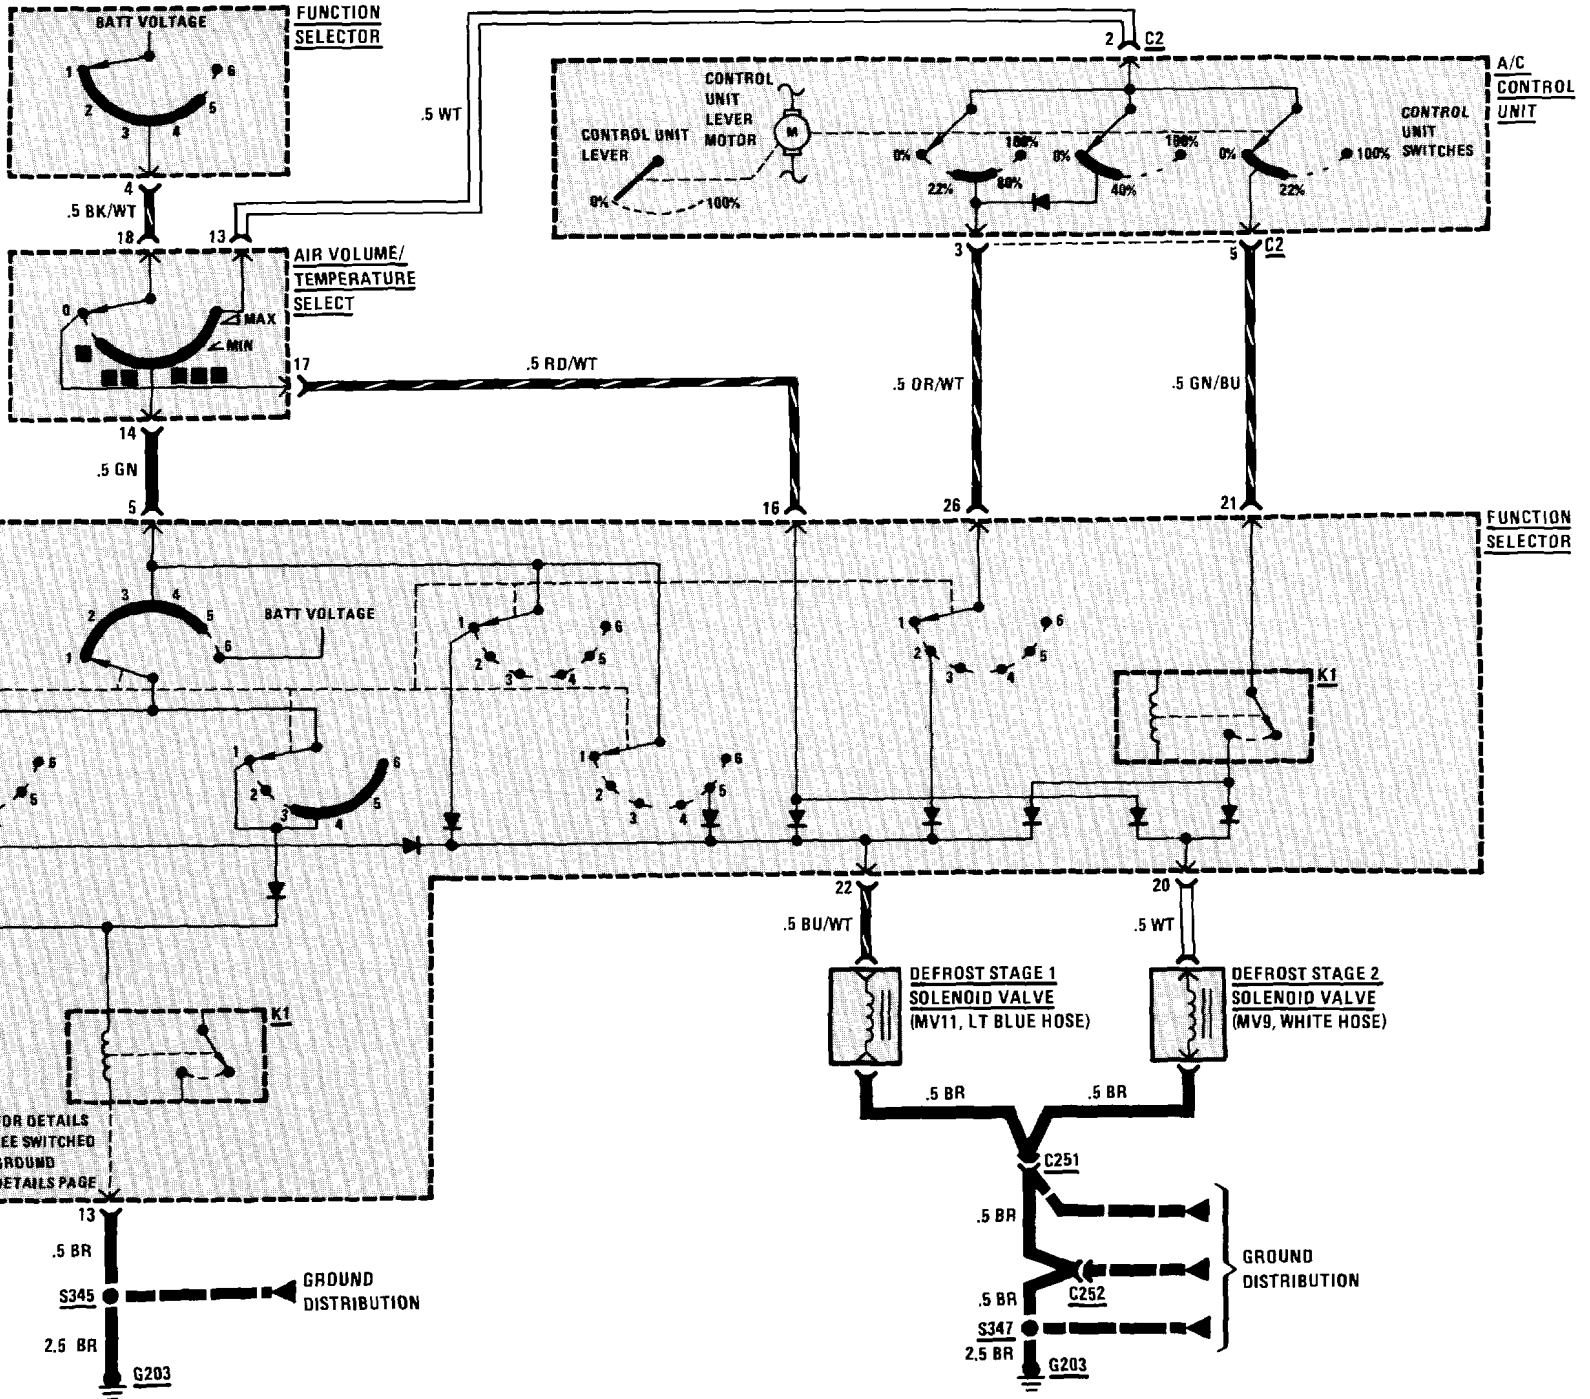 BATT VOLTAGE
1
2
3
4
5
6
FUNCTION
SELECTOR
4
.5 BK/WT
18
13
.5 WT
2
C2
A/C
CONTROL
UNIT
CONTROL
UNIT
LEVER
MOTOR
M
CONTROL UNIT
LEVER
0%
100%
0%
22%
80%
100%
0%
40%
100%
0%
22%
100%
CONTROL
UNIT
SWITCHES
3
5
C2
AIR VOLUME/
TEMPERATURE
SELECT
0
MAX
MIN
17
.5 RD/WT
.5 OR/WT
.5 GN/BU
14
.5 GN
5
16
26
21
FUNCTION
SELECTOR
1
2
3
4
5
6
BATT VOLTAGE
1
2
3
4
5
6
1
2
3
4
5
6
K1
6
5
1
2
3
4
5
6
1
2
3
4
5
6
22
20
.5 BU/WT
.5 WT
DEFROST STAGE 1
SOLENOID VALVE
(MV11, LT BLUE HOSE)
DEFROST STAGE 2
SOLENOID VALVE
(MV9, WHITE HOSE)
K1
OR DETAILS
EE SWITCHED
GROUND
DETAILS PAGE
.5 BR
.5 BR
C251
13
.5 BR
S345
GROUND
DISTRIBUTION
2.5 BR
G203
.5 BR
C252
.5 BR
S347
2.5 BR
G203
GROUND
DISTRIBUTION